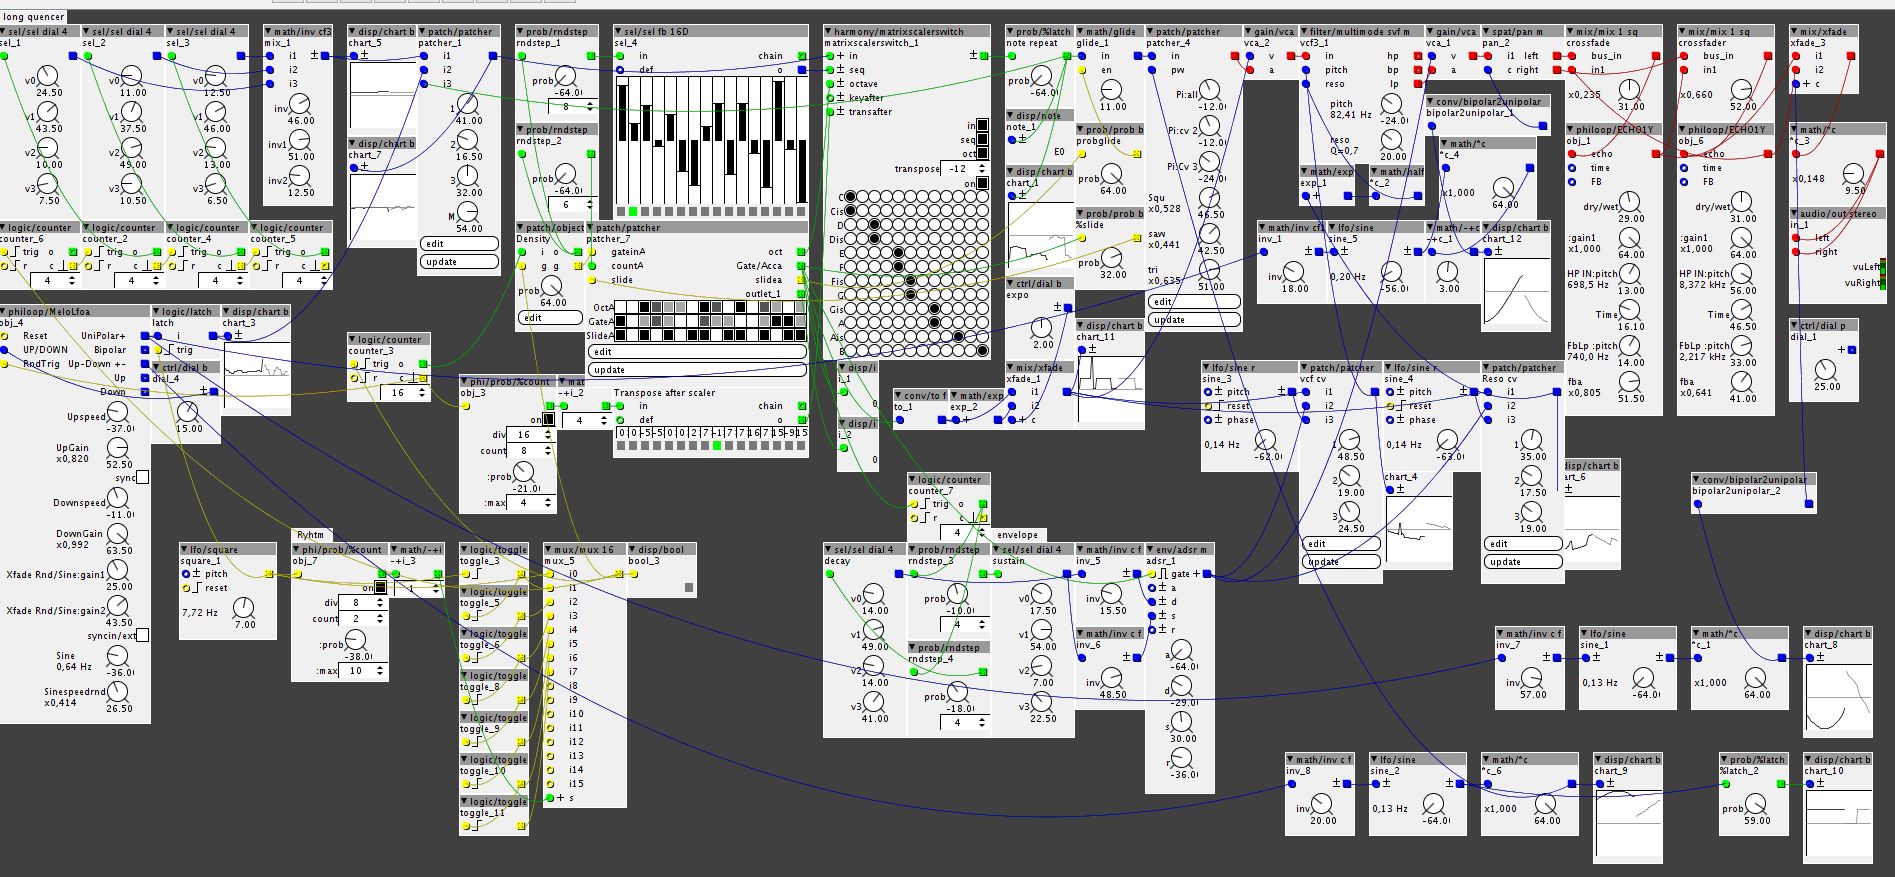 long quencer
sel/sel dial 4
sel_1
v0
24.50
v1
43.50
v2
13.00
v3
7.50
sel/sel dial 4
sel_2
v0
11.00
v1
37.50
v2
49.00
v3
10.50
sel/sel dial 4
sel_3
v0
12.50
v1
46.00
v2
10.00
v3
6.50
math/inv cf3
mix_1
i1
i2
i3
inv
46.00
inv1
51.00
inv2
12.50
disp/chart b
chart_5
disp/chart b
chart_7
patch/patcher
patcher_1
i1
i2
i3
1
41.00
2
16.50
3
32.00
M
54.00
edit
update
logic/counter
counter_6
trig o
r c
4
logic/counter
counter_2
trig o
r c
4
logic/counter
counter_4
trig o
r c
4
logic/counter
counter_5
trig o
r c
4
prob/rndstep
rndstep_1
prob
-64.0
8
prob/rndstep
rndstep_2
prob
-64.0
6
patch/object
Density
i o
g g
prob
64.00
edit
sel/sel fb 16D
sel_4
in chain
def o
patch/patcher
patcher_7
gateinA oct
countA Gate/Acca
slide slidea
outlet_1
OctA
GateA
SlideA
edit
update
Transpose after scaler
in chain
def o
harmony/matrixscalerswitch
matrixscalerswitch_1
in
seq
octave
keyafter
transafter
in
seq
oct
transpose -12
on
C
Cis
D
Dis
E
F
Fis
G
Gis
A
Ais
B
disp/i
i_1
0
disp/i
i_2
0
prob/%latch
note repeat
prob
-64.0
disp/note
note_1
E0
disp/chart b
chart_1
ctrl/dial b
expo
2.00
mix/xfade
xfade_1
i1
i2
c
math/glide
glide_1
in
en
11.00
prob/prob b
probglide
prob
64.00
prob/prob b
%slide
prob
32.00
disp/chart b
chart_11
patch/patcher
patcher_4
in
pw
Pi:all
-12.0
Pi:cv 2
-12.0
Pi:Cv 3
-24.0
Squ
x0,528
46.50
saw
x0,441
42.50
tri
x0,635
51.00
edit
update
gain/vca
vca_2
v
a
filter/multimode svf m
vcf3_1
in hp
pitch bp
reso lp
pitch
82,41 Hz
-24.0
reso
Q=0,7
20.00
gain/vca
vca_1
v
a
spat/pan m
pan_2
i1 left
c right
conv/bipolar2unipolar
bipolar2unipolar_1
math/*c
*c_4
x1,000
64.00
math/exp
exp_1
math/half
*c_2
inv_1
inv
18.00
lfo/sine
sine_5
0,20 Hz
-56.0
math/-+c
-+c_1
3.00
disp/chart b
chart_12
mix/mix 1 sq
crossfade
bus_in
in1
x0,235
31.00
mix/mix 1 sq
crossfader
bus_in
in1
x0,660
52.00
mix/xfade
xfade_3
i1
i2
c
philoop/ECHO1Y
obj_1
echo
time
FB
dry/wet
29.00
:gain1
x1,000
64.00
HP IN:pitch
698,5 Hz
13.00
Time
16.10
FbLp :pitch
740,0 Hz
14.00
fba
x0,805
51.50
philoop/ECHO1Y
obj_6
echo
time
FB
dry/wet
31.00
:gain1
x1,000
64.00
HP IN:pitch
8,372 kHz
56.00
Time
46.50
FbLp :pitch
2,217 kHz
33.00
fba
x0,641
41.00
math/*c
*c_3
x0,148
9.50
audio/out stereo
in_1
left
right
vuLeft
vuRight
ctrl/dial p
dial_1
25.00
philoop/MeloLfoa
obj_4
Reset UniPolar+
UP/DOWN Bipolar
RndTrig Up-Down +-
Up
Down
Upspeed
-37.0
UpGain
x0,820
52.50
sync
Downspeed
-11.0
DownGain
x0,992
63.50
Xfade Rnd/Sine:gain1
25.00
Xfade Rnd/Sine:gain2
43.50
syncin/ext
Sine
0,64 Hz
-36.0
Sinespeedrnd
x0,414
26.50
logic/latch
latch
i
trig
ctrl/dial b
dial_4
15.00
disp/chart b
chart_3
logic/counter
counter_3
trig o
r c
16
phi/prob/%count
obj_3
on
div 16
count 8
:prob
-21.0
:max 4
-+i_2
4
conv/to f
to_1
math/exp
exp_2
logic/counter
counter_7
trig o
r c
4
envelope
sel/sel dial 4
decay
v0
14.00
v1
49.00
v2
14.00
v3
41.00
prob/rndstep
rndstep_3
prob
-10.0
4
prob/rndstep
rndstep_4
prob
-18.0
4
sel/sel dial 4
sustain
v0
17.50
v1
54.00
v2
7.00
v3
22.50
math/inv c f
inv_5
inv
15.50
math/inv c f
inv_6
inv
48.50
env/adsr m
adsr_1
gate
a
d
s
r
a
-64.0
d
-29.0
s
30.00
r
-36.0
lfo/square
square_1
pitch
reset
7,72 Hz
7.00
Ryhtm
phi/prob/%count
obj_7
on
div 8
count 2
:prob
-38.0
:max 10
math/-+i
-+i_3
1
logic/toggle
toggle_3
logic/toggle
toggle_5
logic/toggle
toggle_6
logic/toggle
toggle_8
logic/toggle
toggle_9
logic/toggle
toggle_10
logic/toggle
toggle_11
mux/mux 16
mux_5
i0
i1
i2
i3
i4
i5
i6
i7
i8
i9
i10
i11
i12
i13
i14
i15
s
disp/bool
bool_3
lfo/sine r
sine_3
pitch
reset
phase
0,14 Hz
-62.0
patch/patcher
vcf cv
i1
i2
i3
1
48.50
2
19.00
3
24.50
edit
update
lfo/sine r
sine_4
pitch
reset
phase
0,14 Hz
-63.0
chart_4
patch/patcher
Reso cv
i1
i2
i3
1
35.00
2
17.50
3
19.00
edit
update
disp/chart b
conv/bipolar2unipolar
bipolar2unipolar_2
math/inv c f
inv_7
inv
57.00
lfo/sine
sine_1
0,13 Hz
-64.0
math/*c
*c_1
x1,000
64.00
disp/chart b
chart_8
math/inv c f
inv_8
inv
20.00
lfo/sine
sine_2
0,13 Hz
-64.0
math/*c
*c_6
x1,000
64.00
disp/chart b
chart_9
prob/%latch
%latch_2
prob
59.00
disp/chart b
chart_10